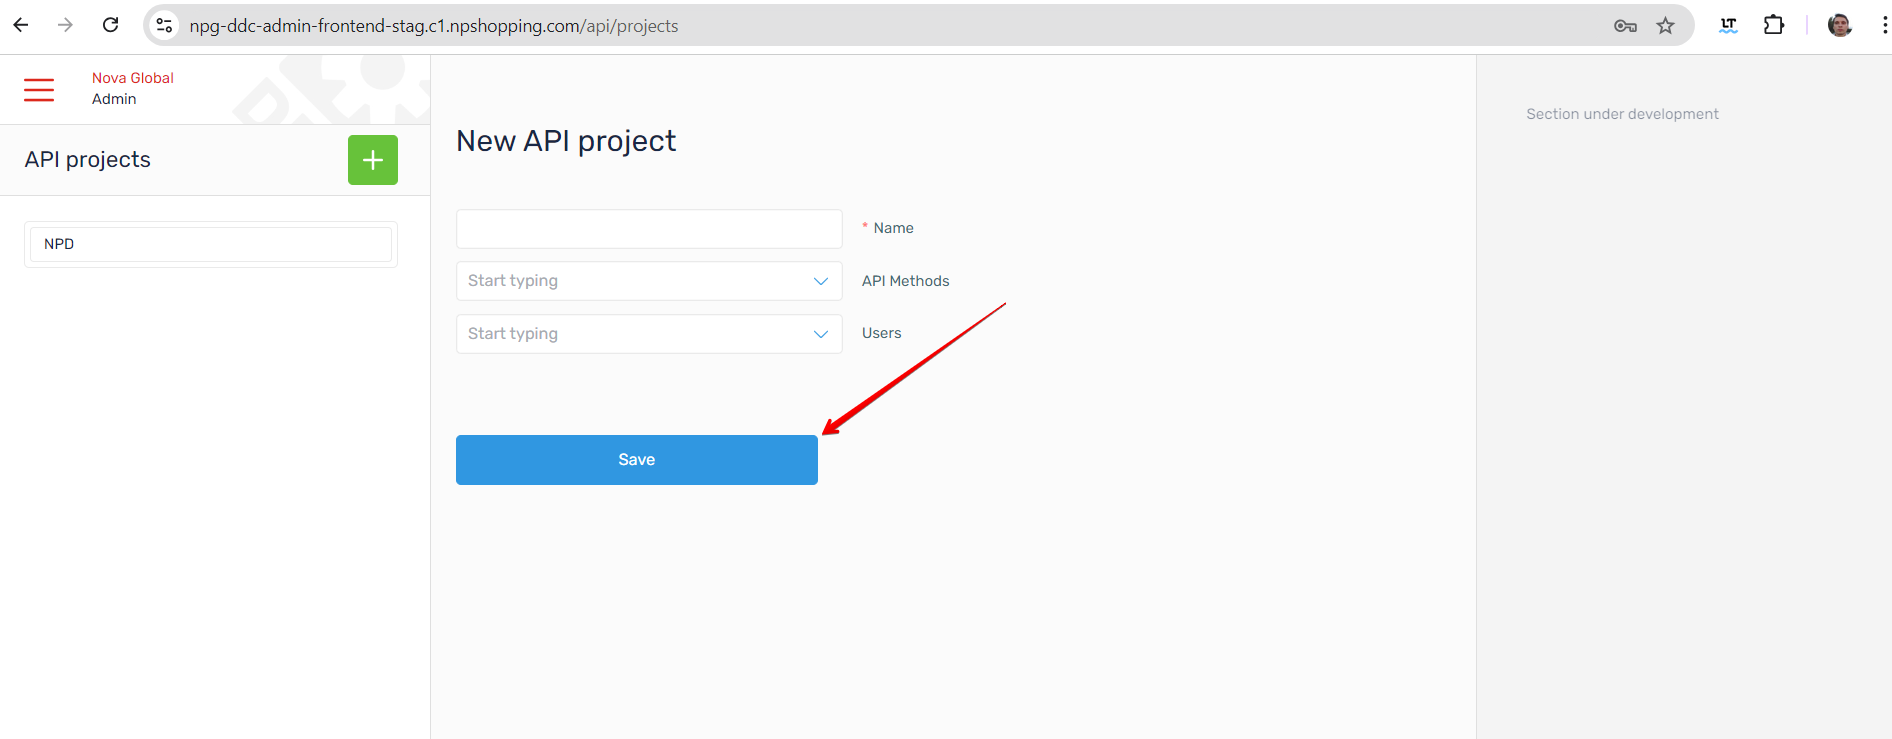 npg-ddc-admin-frontend-stag.c1.npshopping.com/api/projects
LT
Nova Global
Admin
API projects
NPD
New API project
* Name
Start typing
API Methods
Start typing
Users
Save
Section under development